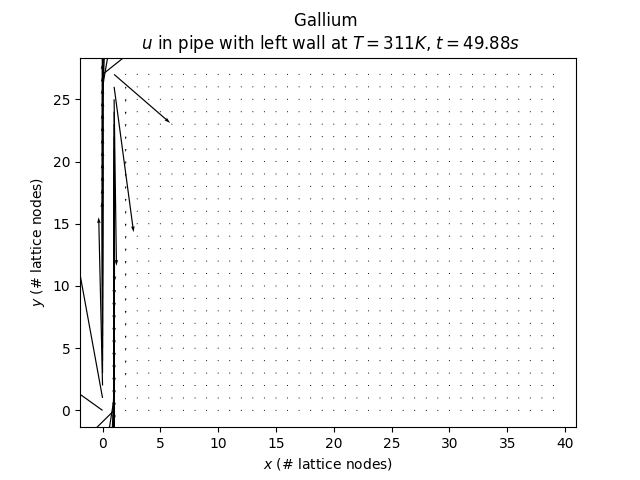 Gallium
u in pipe with left wall at T = 311K, t = 49.88s
25
20
15
10
5
0
y (# lattice nodes)
0 5 10 15 20 25 30 35 40
x (# lattice nodes)